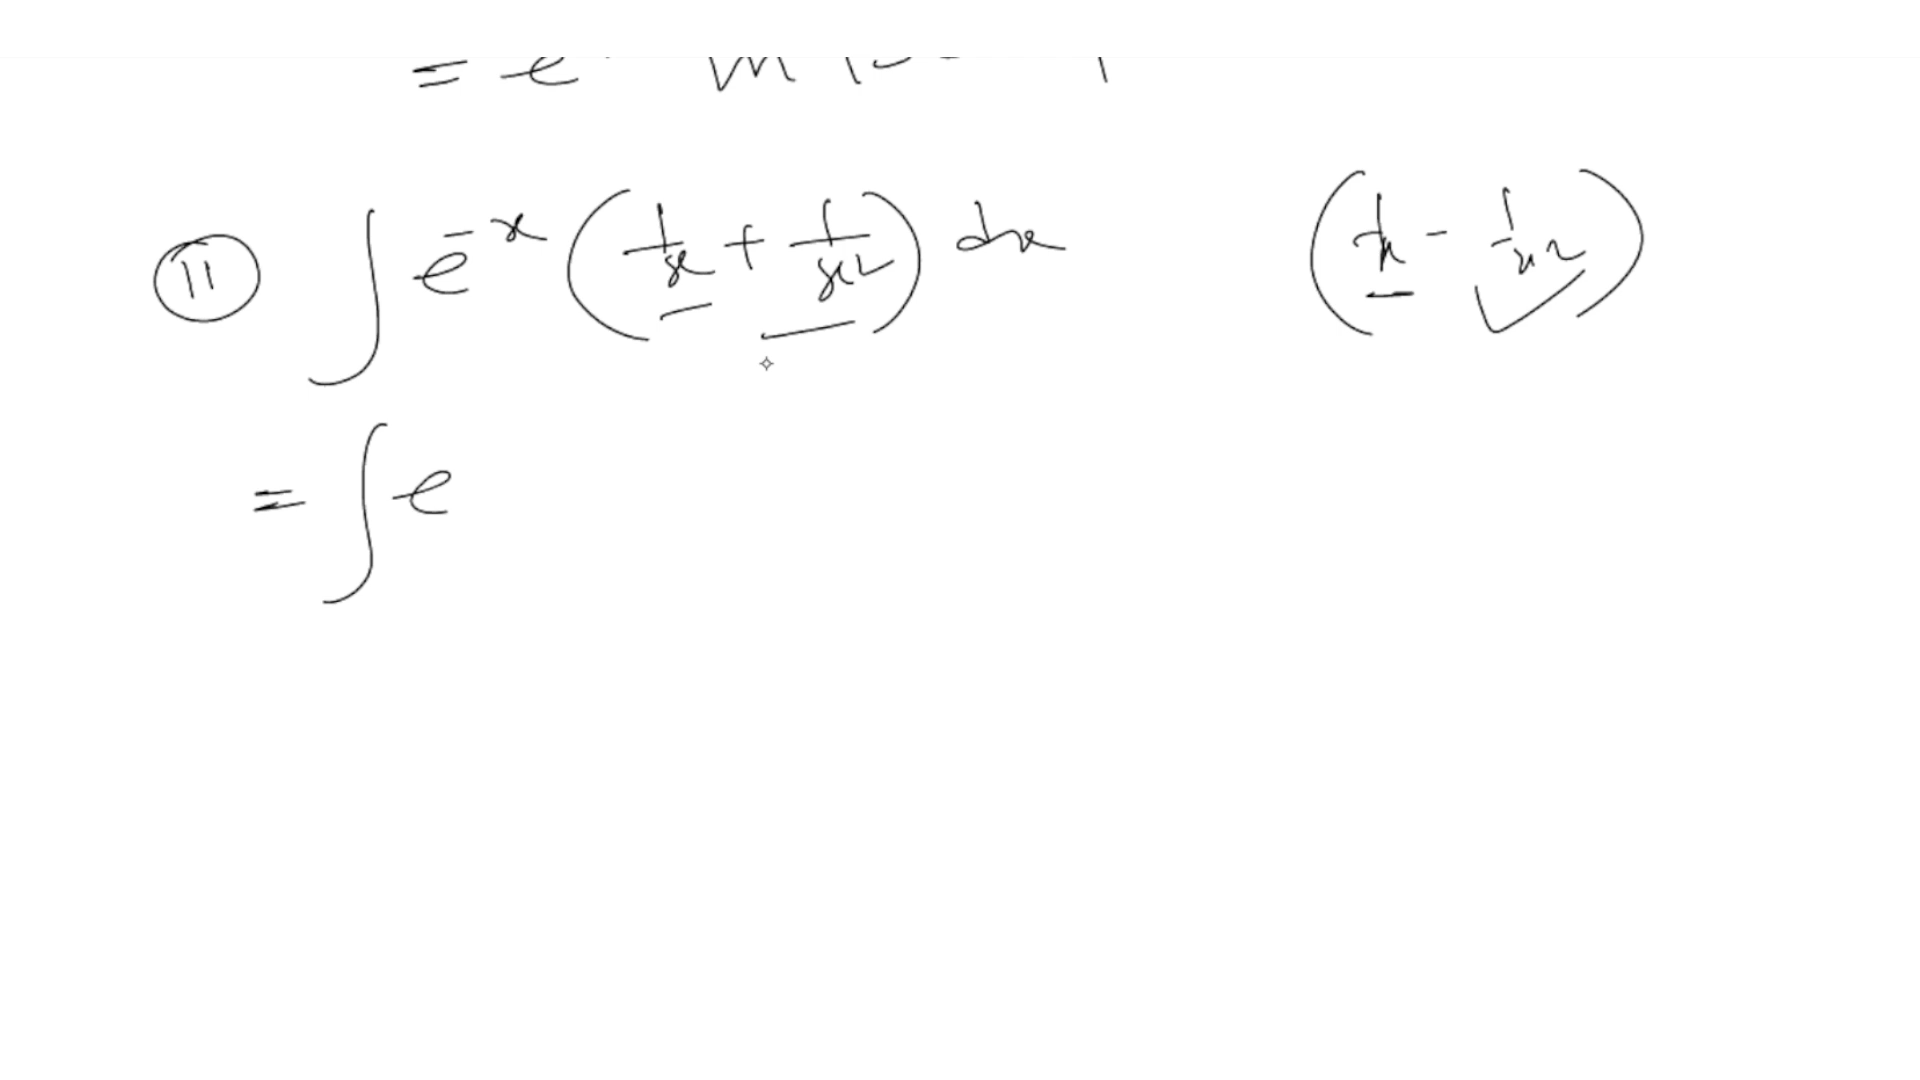 = e
(11) ∫ e^-x (1/x + 1/x2) dx (1/x - 1/x2)
= ∫ e